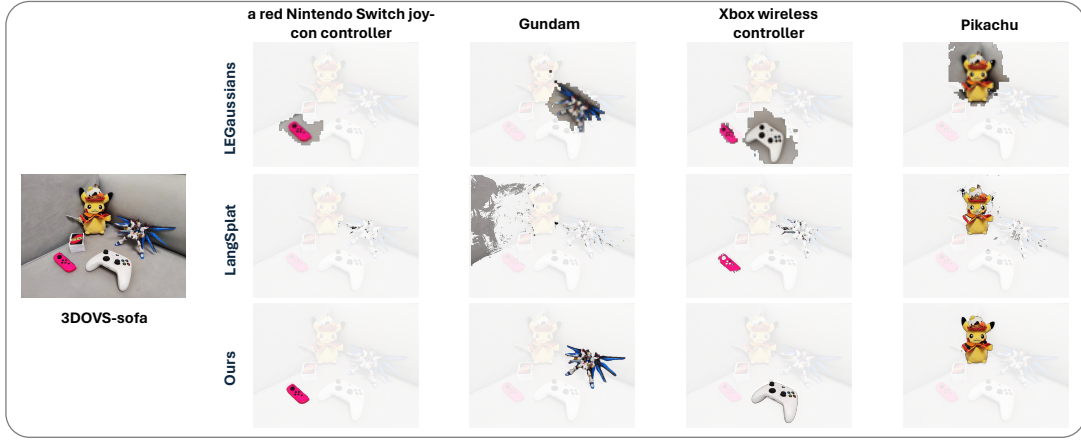 a red Nintendo Switch joy-
con controller
Gundam
Xbox wireless
controller
Pikachu
LEGaussians
LangSplat
3DOVS-sofa
Ours